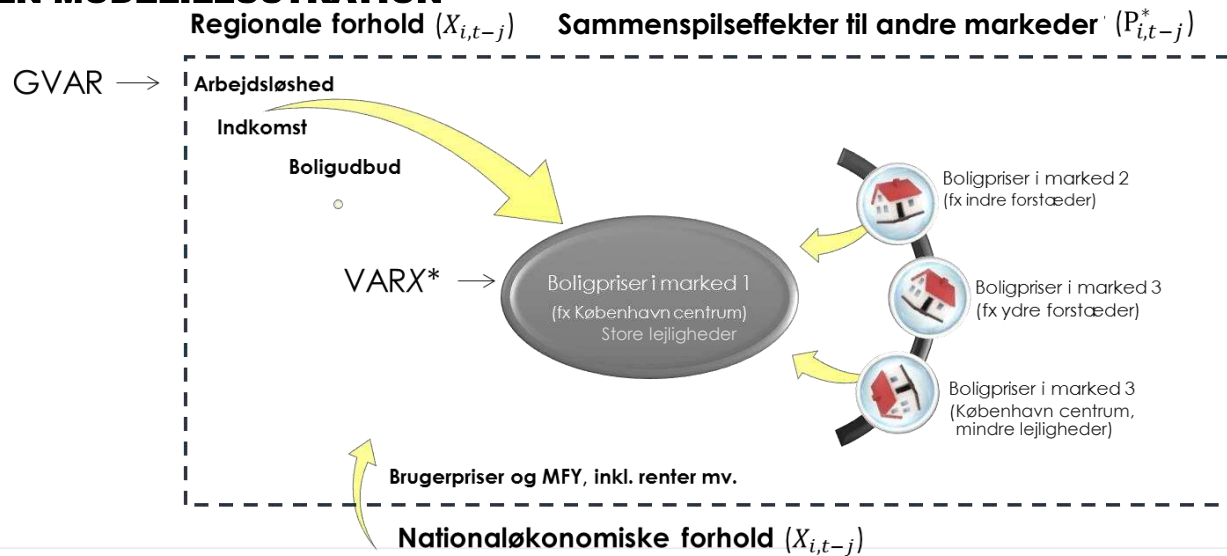 EN MODELILLUSTRATION
Regionale forhold (X_{i,t−j})
Sammenspilseffekter til andre markeder (P^*_{i,t−j})
GVAR →
Arbejdsløshed
Indkomst
Boligudbud
VARX* →
Boligpriser i marked 1
(fx København centrum)
Store lejligheder
Boligpriser i marked 2
(fx indre forstæder)
Boligpriser i marked 3
(fx ydre forstæder)
Boligpriser i marked 3
(København centrum,
mindre lejligheder)
Brugerpriser og MFY, inkl. renter mv.
Nationaløkonomiske forhold (X_{i,t−j})